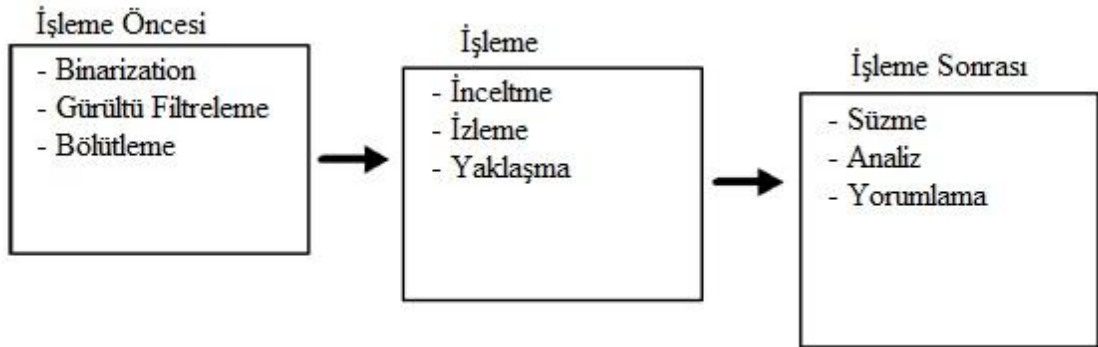 İşleme Öncesi
- Binarization
- Gürültü Filtreleme
- Bölütleme
İşleme
- İnceltme
- İzleme
- Yaklaşma
İşleme Sonrası
- Süzme
- Analiz
- Yorumlama